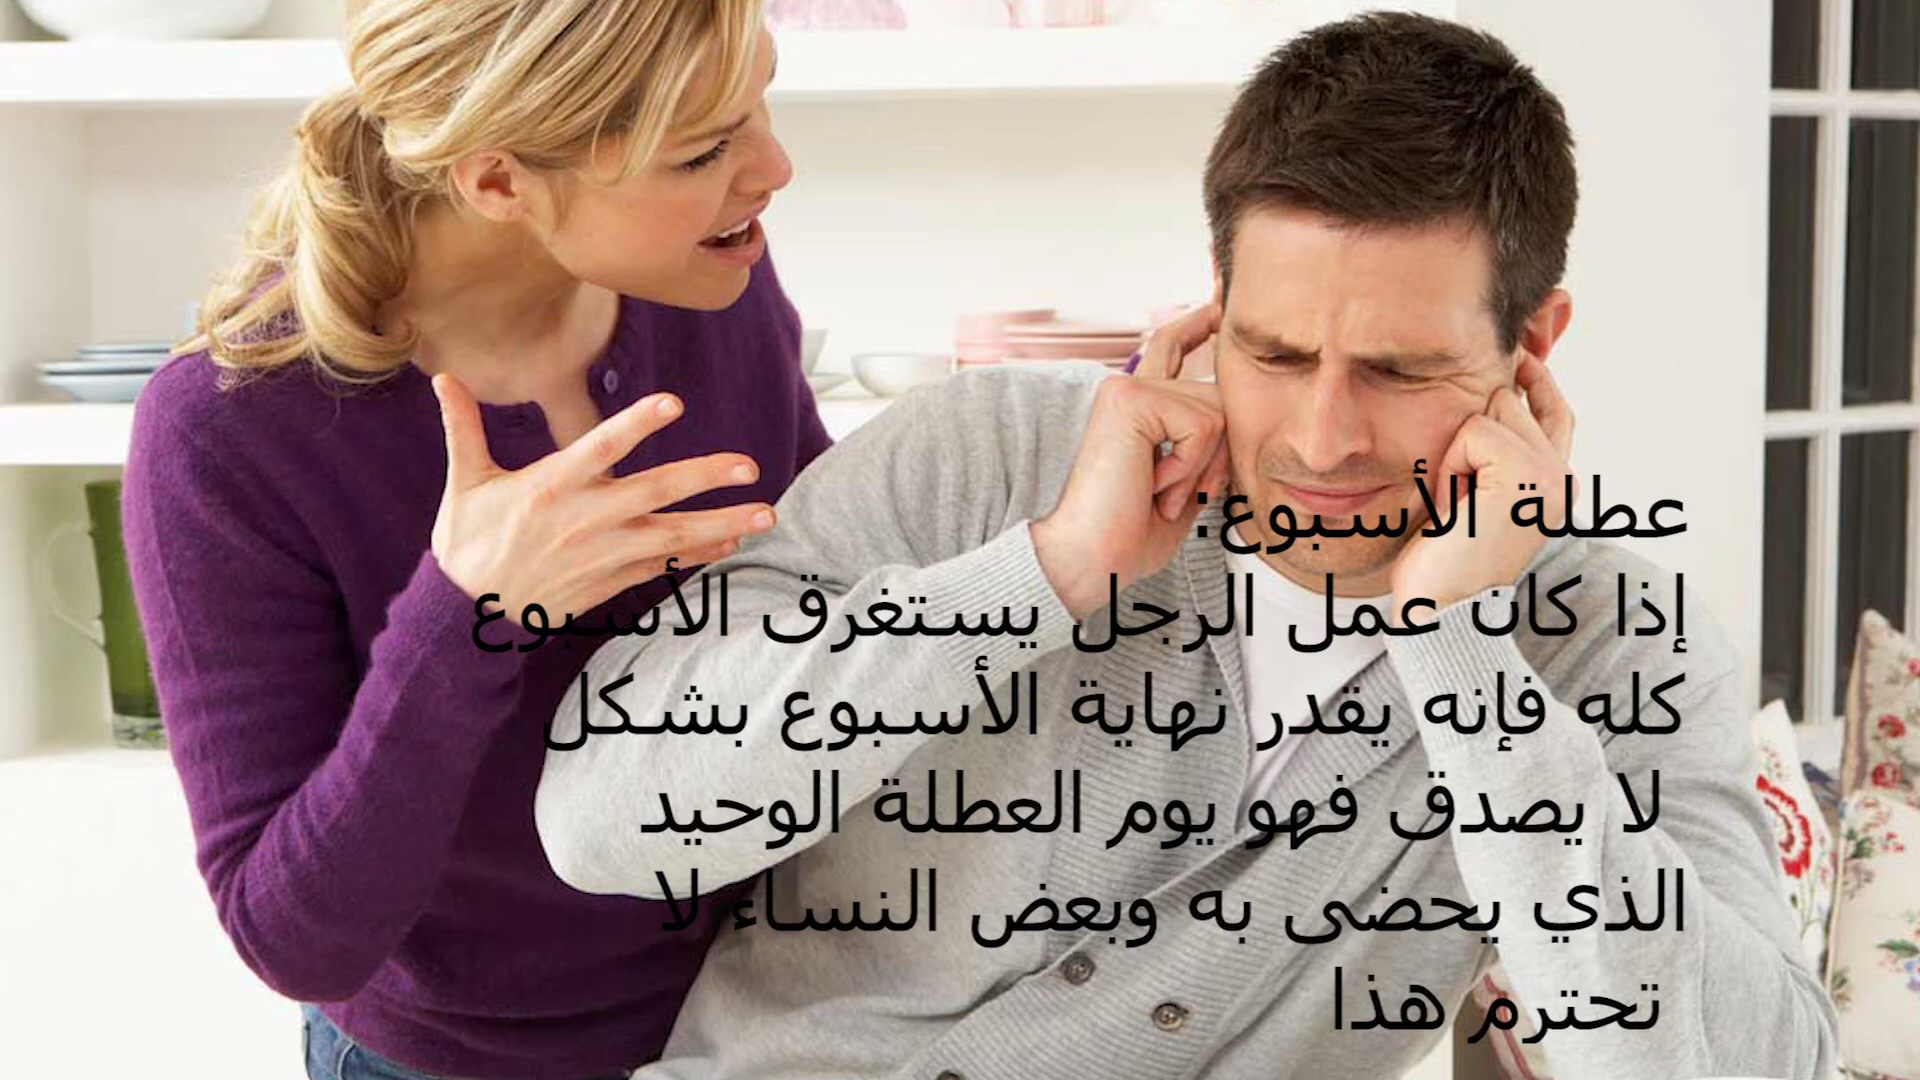 عطلة الأسبوع:
إذا كان عمل الرجل يستغرق الأسبوع
كله فإنه يقدر نهاية الأسبوع بشكل
لا يصدق فهو يوم العطلة الوحيد
الذي يحضى به وبعض النساء لا
تحترم هذا